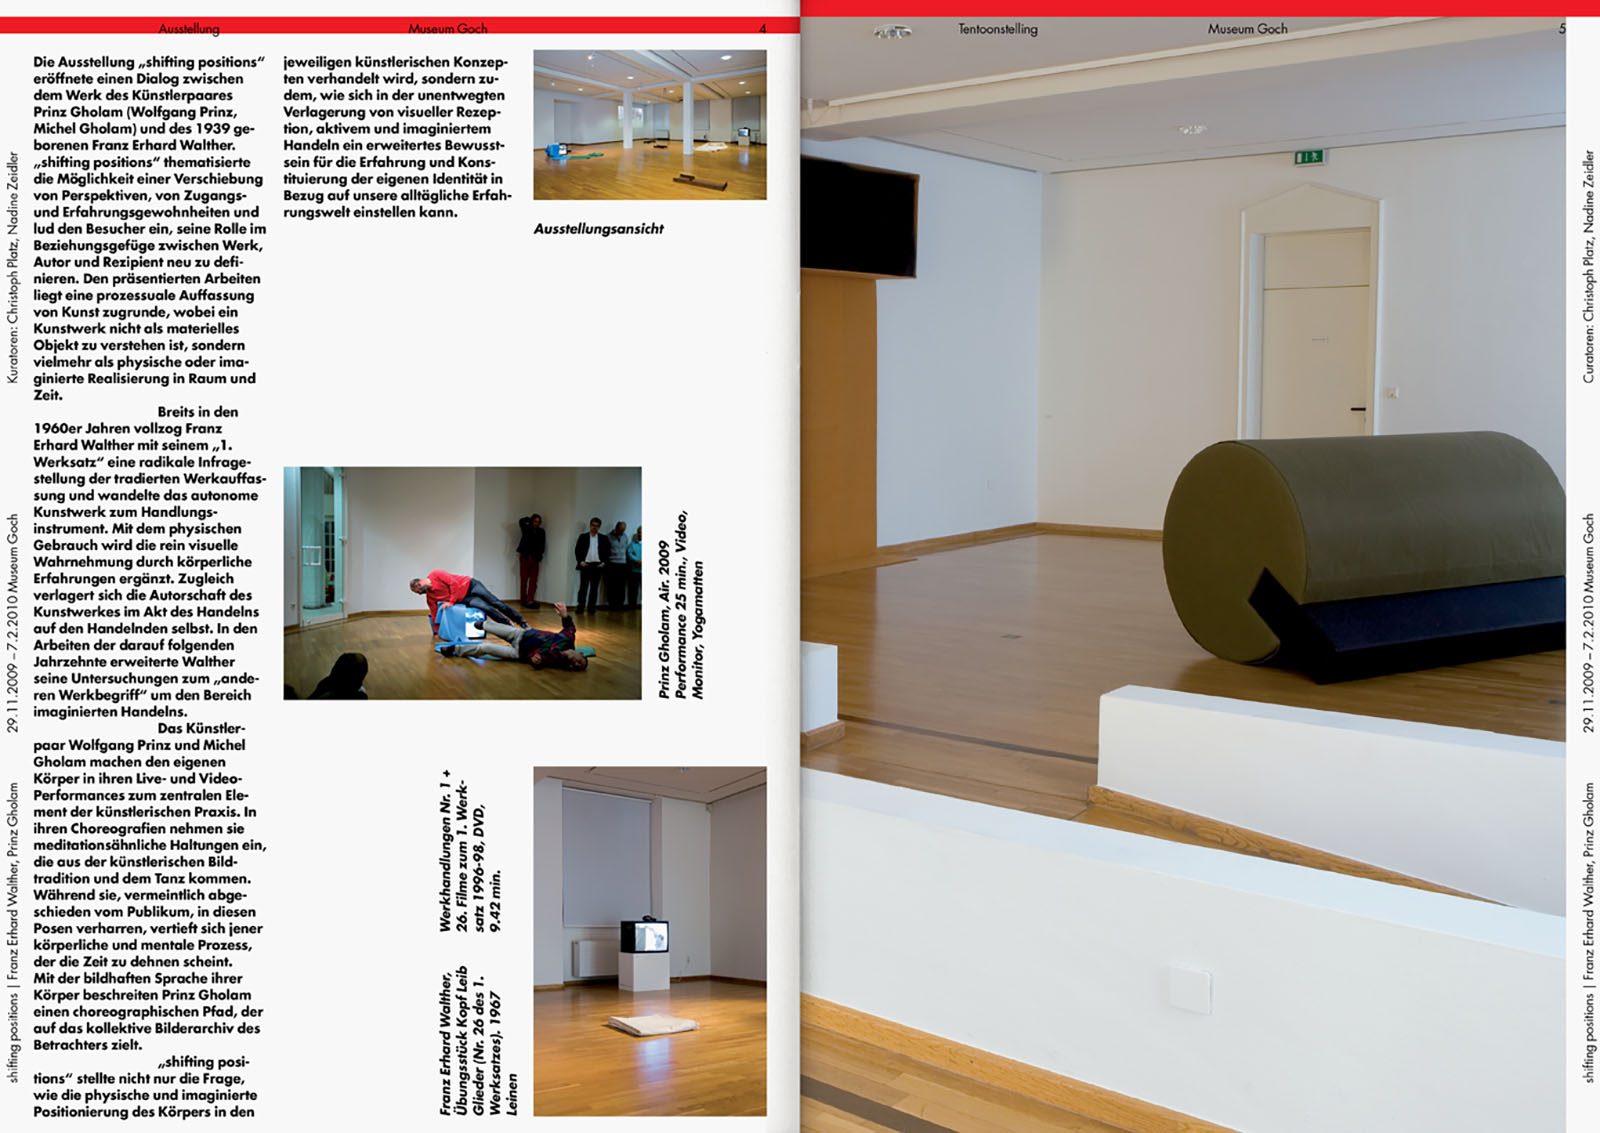 Ausstellung
Museum Goch
4
Kuratoren: Christoph Platz, Nadine Zeidler
29.11.2009 – 7.2.2010 Museum Goch
shifting positions | Franz Erhard Walther, Prinz Gholam
Die Ausstellung „shifting positions“
eröffnete einen Dialog zwischen
dem Werk des Künstlerpaares
Prinz Gholam (Wolfgang Prinz,
Michel Gholam) und des 1939 ge-
borenen Franz Erhard Walther.
„shifting positions“ thematisierte
die Möglichkeit einer Verschiebung
von Perspektiven, von Zugangs-
und Erfahrungsgewohnheiten und
lud den Besucher ein, seine Rolle im
Beziehungsgefüge zwischen Werk,
Autor und Rezipient neu zu defi-
nieren. Den präsentierten Arbeiten
liegt eine prozessuale Auffassung
von Kunst zugrunde, wobei ein
Kunstwerk nicht als materielles
Objekt zu verstehen ist, sondern
vielmehr als physische oder ima-
ginierte Realisierung in Raum und
Zeit.
Breits in den
1960er Jahren vollzog Franz
Erhard Walther mit seinem „1.
Werksatz“ eine radikale Infrage-
stellung der tradierten Werkauffas-
sung und wandelte das autonome
Kunstwerk zum Handlungs-
instrument. Mit dem physischen
Gebrauch wird die rein visuelle
Wahrnehmung durch körperliche
Erfahrungen ergänzt. Zugleich
verlagert sich die Autorschaft des
Kunstwerkes im Akt des Handelns
auf den Handelnden selbst. In den
Arbeiten der darauf folgenden
Jahrzehnte erweiterte Walther
seine Untersuchungen zum „ande-
ren Werkbegriff“ um den Bereich
imaginierten Handelns.
Das Künstler-
paar Wolfgang Prinz und Michel
Gholam machen den eigenen
Körper in ihren Live- und Video-
Performances zum zentralen Ele-
ment der künstlerischen Praxis. In
ihren Choreografien nehmen sie
meditationsähnliche Haltungen ein,
die aus der künstlerischen Bild-
tradition und dem Tanz kommen.
Während sie, vermeintlich abge-
schieden vom Publikum, in diesen
Posen verharren, vertieft sich jener
körperliche und mentale Prozess,
der die Zeit zu dehnen scheint.
Mit der bildhaften Sprache ihrer
Körper beschreiten Prinz Gholam
einen choreographischen Pfad, der
auf das kollektive Bilderarchiv des
Betrachters zielt.
„shifting posi-
tions“ stellte nicht nur die Frage,
wie die physische und imaginierte
Positionierung des Körpers in den
jeweiligen künstlerischen Konzep-
ten verhandelt wird, sondern zu-
dem, wie sich in der unentwegten
Verlagerung von visueller Rezep-
tion, aktivem und imaginiertem
Handeln ein erweitertes Bewusst-
sein für die Erfahrung und Kons-
tituierung der eigenen Identität in
Bezug auf unsere alltägliche Erfah-
rungswelt einstellen kann.
Ausstellungsansicht
Prinz Gholam, Air. 2009
Performance 25 min., Video,
Monitor, Yogamatten
Werkhandlungen Nr. 1 +
26. Filme zum 1. Werk-
satz 1996-98, DVD,
9.42 min.
Franz Erhard Walther,
Übungsstück Kopf Leib
Glieder (Nr. 26 des 1.
Werksatzes). 1967
Leinen
Tentoonstelling
Museum Goch
5
Curatoren: Christoph Platz, Nadine Zeidler
29.11.2009 – 7.2.2010 Museum Goch
shifting positions | Franz Erhard Walther, Prinz Gholam